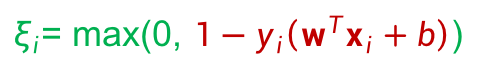 ξᵢ= max(0, 1 − yᵢ(𝐰ᵀ𝐱ᵢ + b))